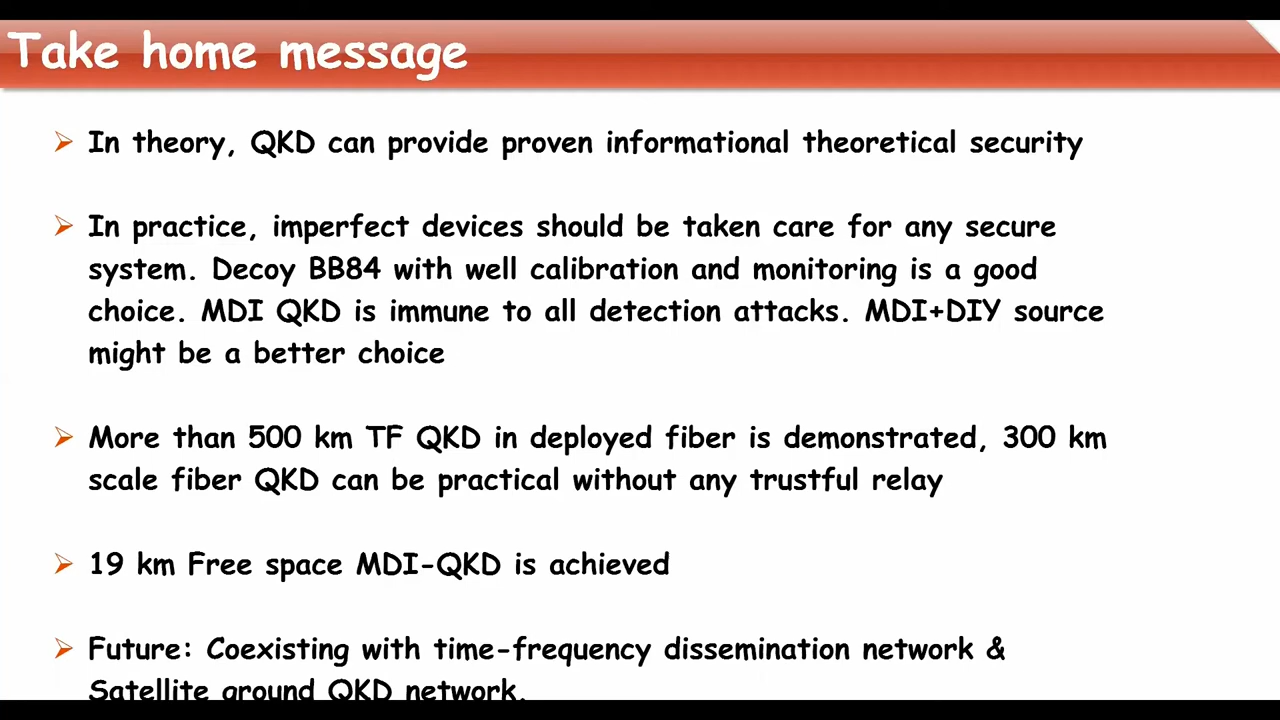 Take home message
In theory, QKD can provide proven informational theoretical security
In practice, imperfect devices should be taken care for any secure
system. Decoy BB84 with well calibration and monitoring is a good
choice. MDI QKD is immune to all detection attacks. MDI+DIY source
might be a better choice
More than 500 km TF QKD in deployed fiber is demonstrated, 300 km
scale fiber QKD can be practical without any trustful relay
19 km Free space MDI-QKD is achieved
Future: Coexisting with time-frequency dissemination network &
Satellite ground QKD network.